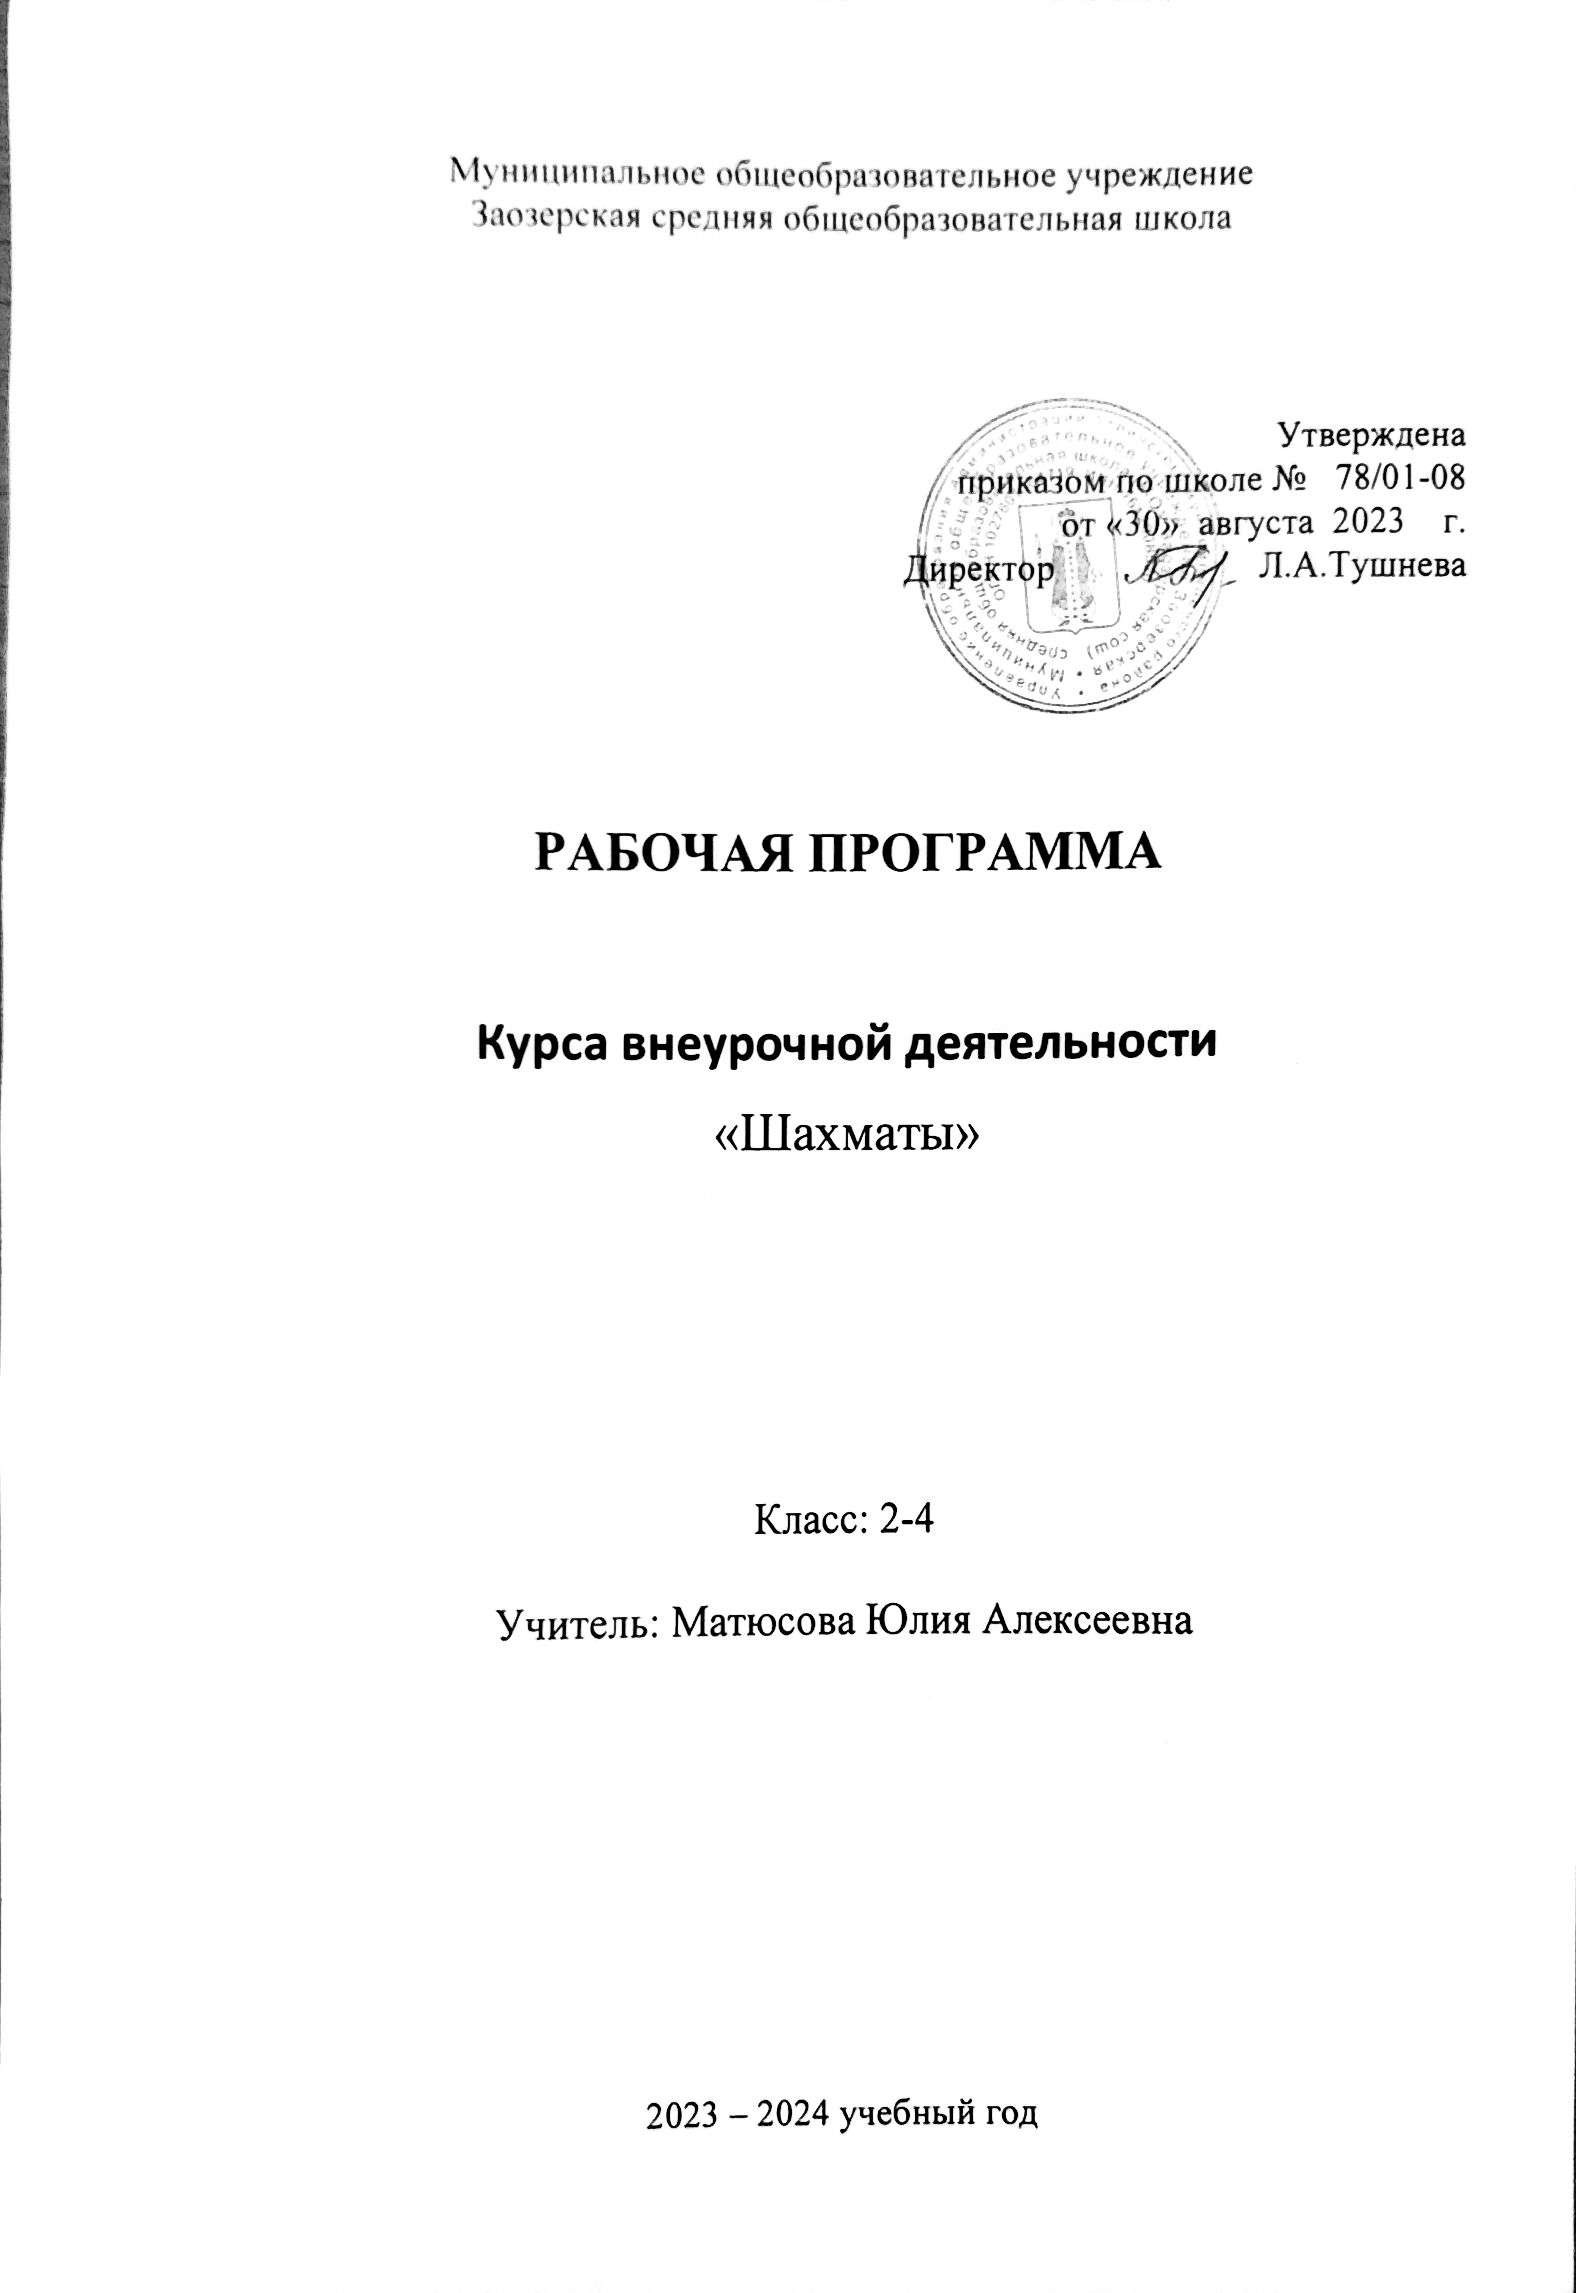 Муниципальное общеобразовательное учреждение
Заозерская средняя общеобразовательная школа
Утверждена
приказом по школе № 78/01-08
от «30» августа 2023 г.
Директор Л.А.Тушнева
РАБОЧАЯ ПРОГРАММА
Курса внеурочной деятельности
«Шахматы»
Класс: 2-4
Учитель: Матюсова Юлия Алексеевна
2023 – 2024 учебный год